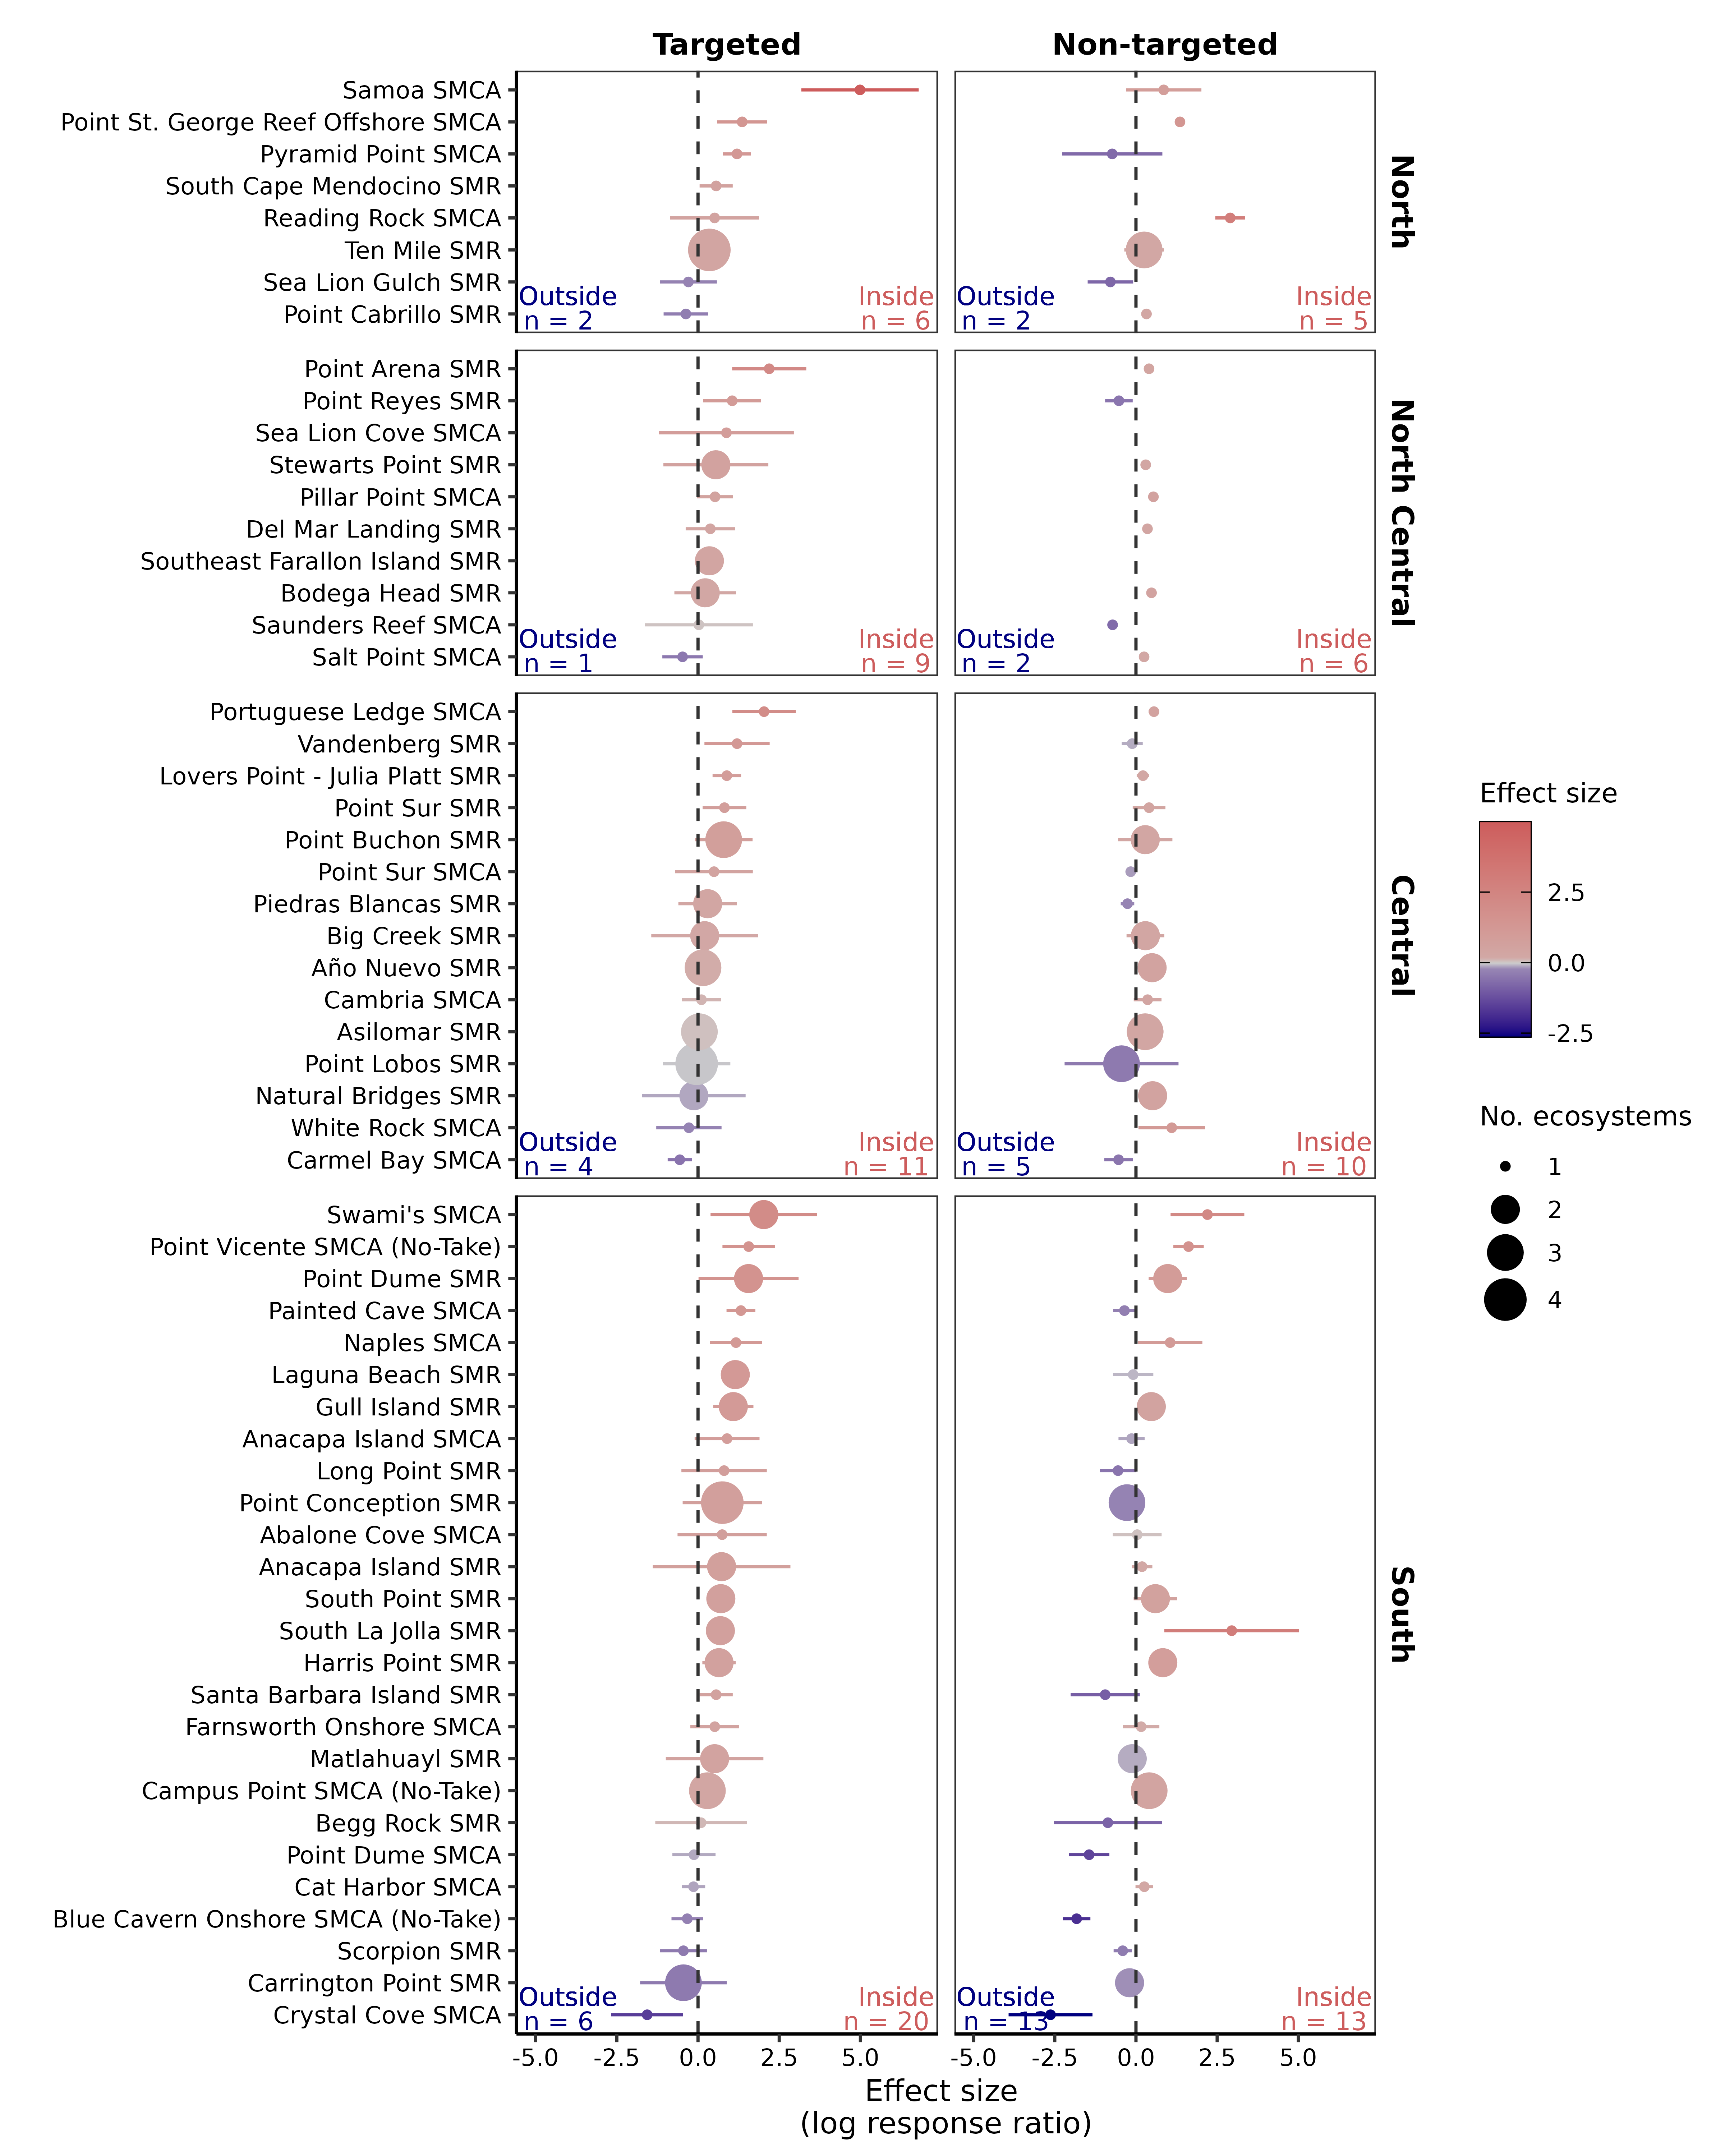 Targeted
Non-targeted
Samoa SMCA
Point St. George Reef Offshore SMCA
Pyramid Point SMCA
South Cape Mendocino SMR
Reading Rock SMCA
Ten Mile SMR
Sea Lion Gulch SMR
Point Cabrillo SMR
Outside
n = 2
Inside
n = 6
Outside
n = 2
Inside
n = 5
North
Point Arena SMR
Point Reyes SMR
Sea Lion Cove SMCA
Stewarts Point SMR
Pillar Point SMCA
Del Mar Landing SMR
Southeast Farallon Island SMR
Bodega Head SMR
Saunders Reef SMCA
Salt Point SMCA
Outside
n = 1
Inside
n = 9
Outside
n = 2
Inside
n = 6
North Central
Portuguese Ledge SMCA
Vandenberg SMR
Lovers Point - Julia Platt SMR
Point Sur SMR
Point Buchon SMR
Point Sur SMCA
Piedras Blancas SMR
Big Creek SMR
Año Nuevo SMR
Cambria SMCA
Asilomar SMR
Point Lobos SMR
Natural Bridges SMR
White Rock SMCA
Carmel Bay SMCA
Outside
n = 4
Inside
n = 11
Outside
n = 5
Inside
n = 10
Central
Swami's SMCA
Point Vicente SMCA (No-Take)
Point Dume SMR
Painted Cave SMCA
Naples SMCA
Laguna Beach SMR
Gull Island SMR
Anacapa Island SMCA
Long Point SMR
Point Conception SMR
Abalone Cove SMCA
Anacapa Island SMR
South Point SMR
South La Jolla SMR
Harris Point SMR
Santa Barbara Island SMR
Farnsworth Onshore SMCA
Matlahuayl SMR
Campus Point SMCA (No-Take)
Begg Rock SMR
Point Dume SMCA
Cat Harbor SMCA
Blue Cavern Onshore SMCA (No-Take)
Scorpion SMR
Carrington Point SMR
Crystal Cove SMCA
Outside
n = 6
Inside
n = 20
Outside
n = 13
Inside
n = 13
South
-5.0 -2.5 0.0 2.5 5.0
-5.0 -2.5 0.0 2.5 5.0
Effect size
(log response ratio)
Effect size
2.5
0.0
-2.5
No. ecosystems
1
2
3
4